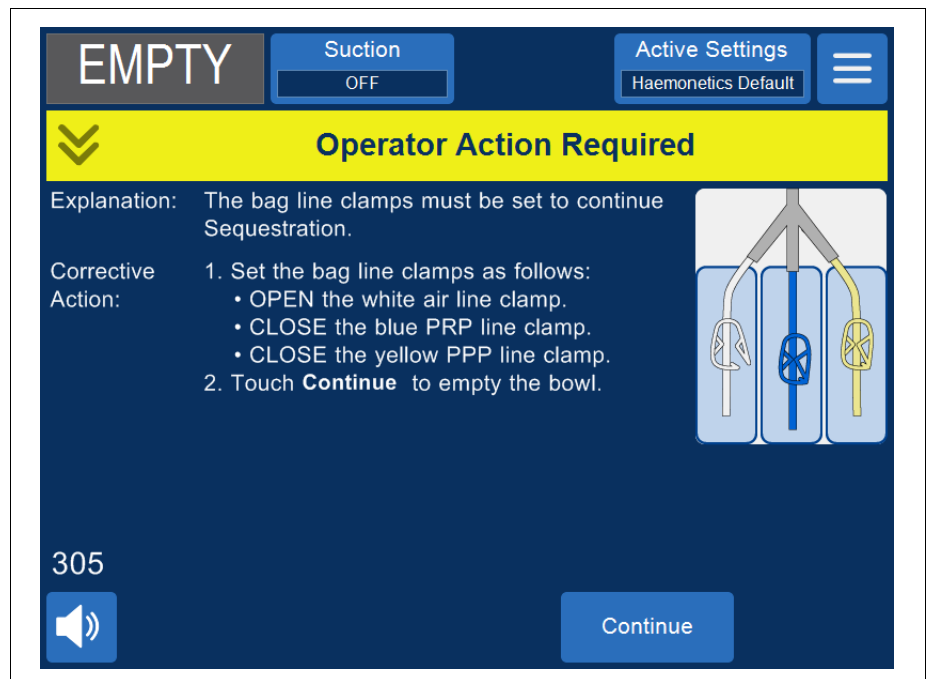 EMPTY
Suction
OFF
Active Settings
Haemonetics Default
Operator Action Required
Explanation: The bag line clamps must be set to continue
Sequestration.
Corrective 1. Set the bag line clamps as follows:
Action: • OPEN the white air line clamp.
• CLOSE the blue PRP line clamp.
• CLOSE the yellow PPP line clamp.
2. Touch Continue to empty the bowl.
305
Continue